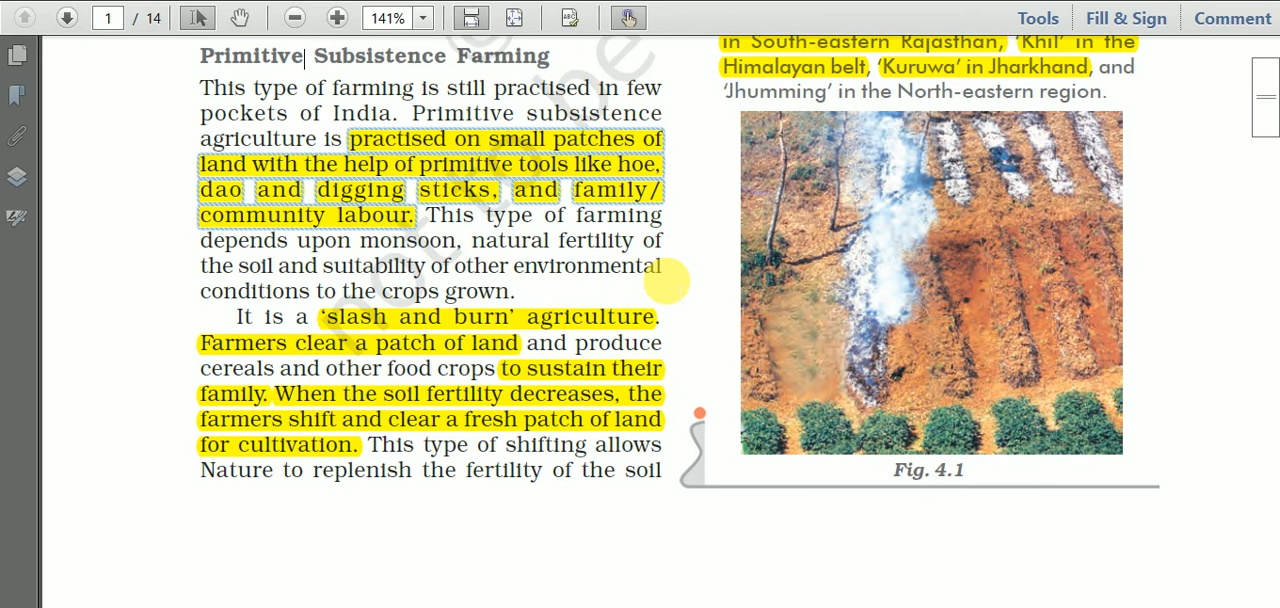 1 / 14
141%
Tools
Fill & Sign
Comment
Primitive Subsistence Farming
This type of farming is still practised in few
pockets of India. Primitive subsistence
agriculture is practised on small patches of
land with the help of primitive tools like hoe,
dao and digging sticks, and family/
community labour. This type of farming
depends upon monsoon, natural fertility of
the soil and suitability of other environmental
conditions to the crops grown.
It is a ‘slash and burn’ agriculture.
Farmers clear a patch of land and produce
cereals and other food crops to sustain their
family. When the soil fertility decreases, the
farmers shift and clear a fresh patch of land
for cultivation. This type of shifting allows
Nature to replenish the fertility of the soil
in South-eastern Rajasthan, ‘Khil’ in the
Himalayan belt, ‘Kuruwa’ in Jharkhand, and
‘Jhumming’ in the North-eastern region.
Fig. 4.1
not
be